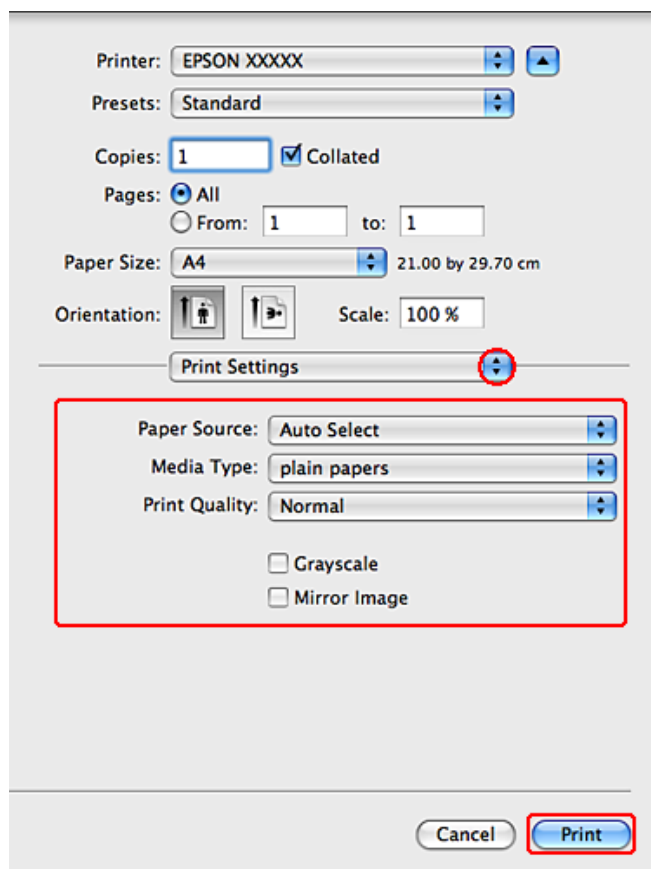 Printer: EPSON XXXXX
Presets: Standard
Copies: 1 Collated
Pages: All
From: 1 to: 1
Paper Size: A4 21.00 by 29.70 cm
Orientation: Scale: 100 %
Print Settings
Paper Source: Auto Select
Media Type: plain papers
Print Quality: Normal
Grayscale
Mirror Image
Cancel Print